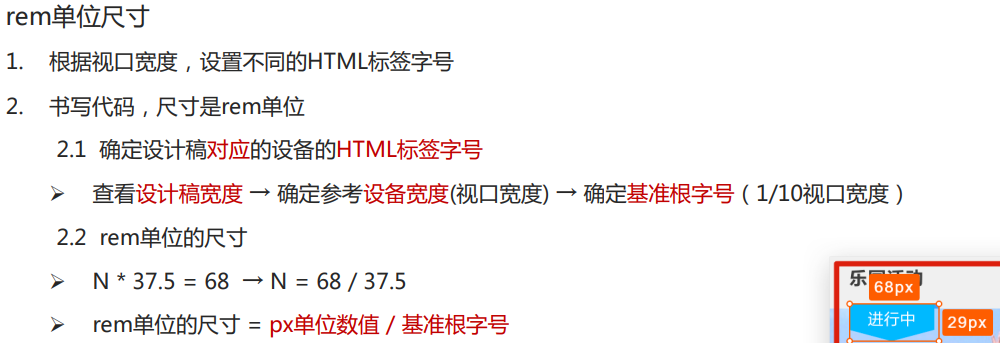 rem单位尺寸
1. 根据视口宽度，设置不同的HTML标签字号
2. 书写代码，尺寸是rem单位
2.1 确定设计稿对应的设备的HTML标签字号
➢ 查看设计稿宽度 → 确定参考设备宽度(视口宽度) → 确定基准根字号（1/10视口宽度）
2.2 rem单位的尺寸
➢ N * 37.5 = 68 → N = 68 / 37.5
➢ rem单位的尺寸 = px单位数值 / 基准根字号
68px
进行中
29px